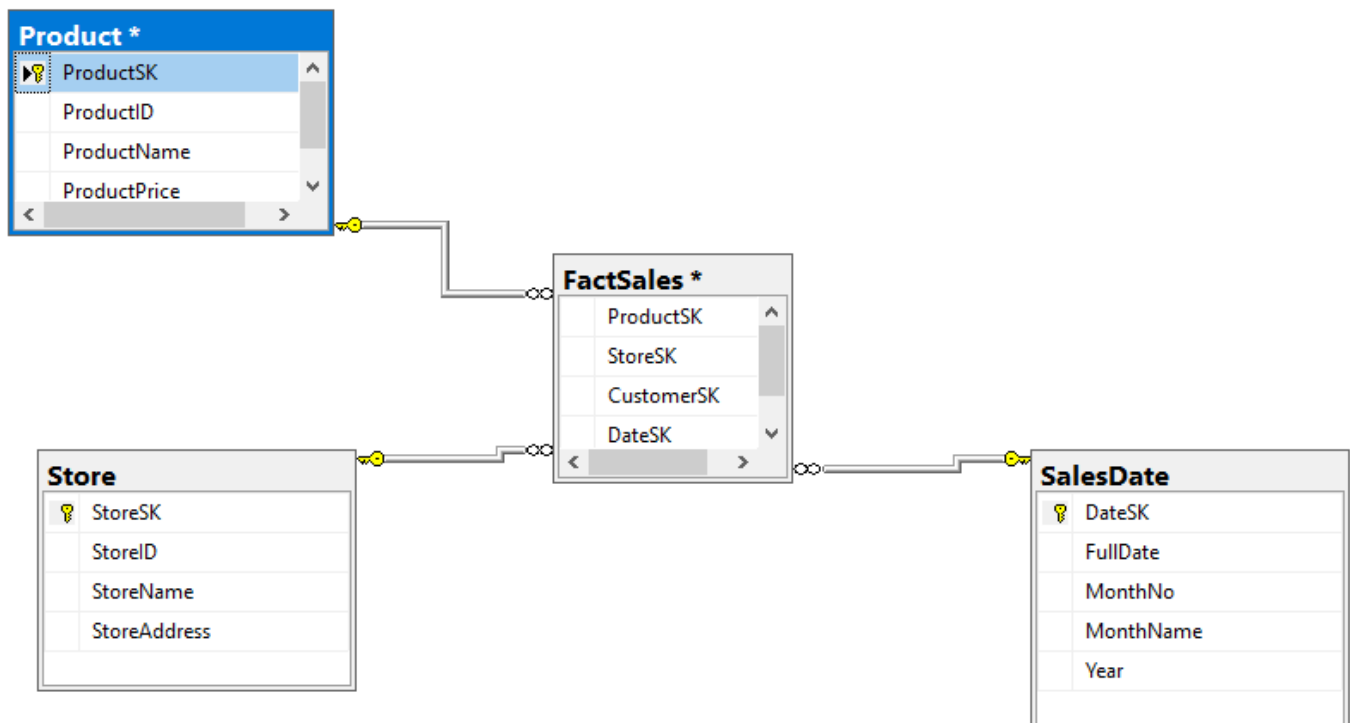 Product *
ProductSK
ProductID
ProductName
ProductPrice
FactSales *
ProductSK
StoreSK
CustomerSK
DateSK
Store
StoreSK
StoreID
StoreName
StoreAddress
SalesDate
DateSK
FullDate
MonthNo
MonthName
Year